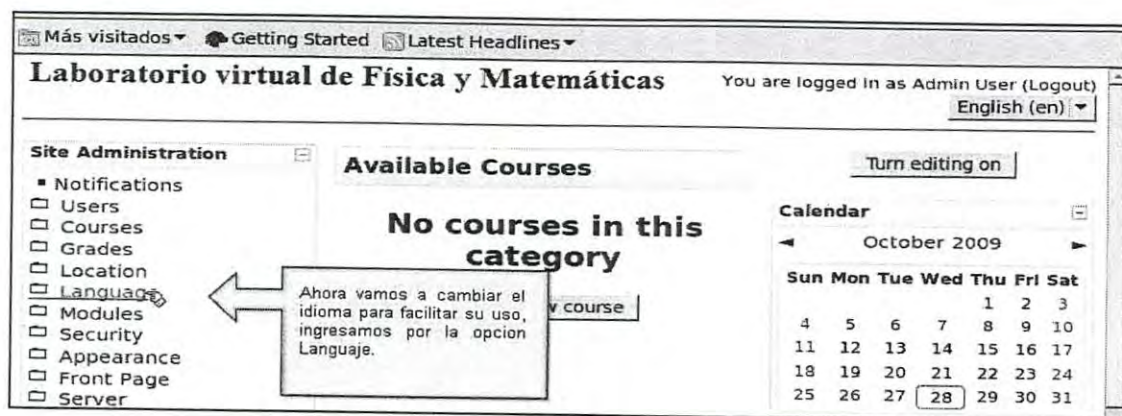 Más visitados Getting Started Latest Headlines
Laboratorio virtual de Física y Matemáticas
You are logged in as Admin User (Logout)
English (en)
Site Administration
Notifications
Users
Courses
Grades
Location
Language
Modules
Security
Appearance
Front Page
Server
Available Courses
No courses in this
category
course
Ahora vamos a cambiar el
idioma para facilitar su uso,
ingresamos por la opcion
Languaje.
Turn editing on
Calendar
◄ October 2009 ►
Sun Mon Tue Wed Thu Fri Sat
1 2 3
4 5 6 7 8 9 10
11 12 13 14 15 16 17
18 19 20 21 22 23 24
25 26 27 28 29 30 31